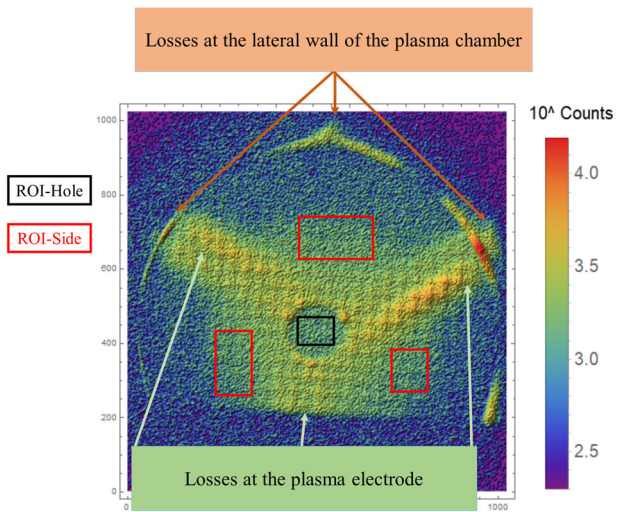 Losses at the lateral wall of the plasma chamber
10^ Counts
1000
800
600
400
200
0
0
1000
ROI-Hole
ROI-Side
4.0
3.5
3.0
2.5
Losses at the plasma electrode